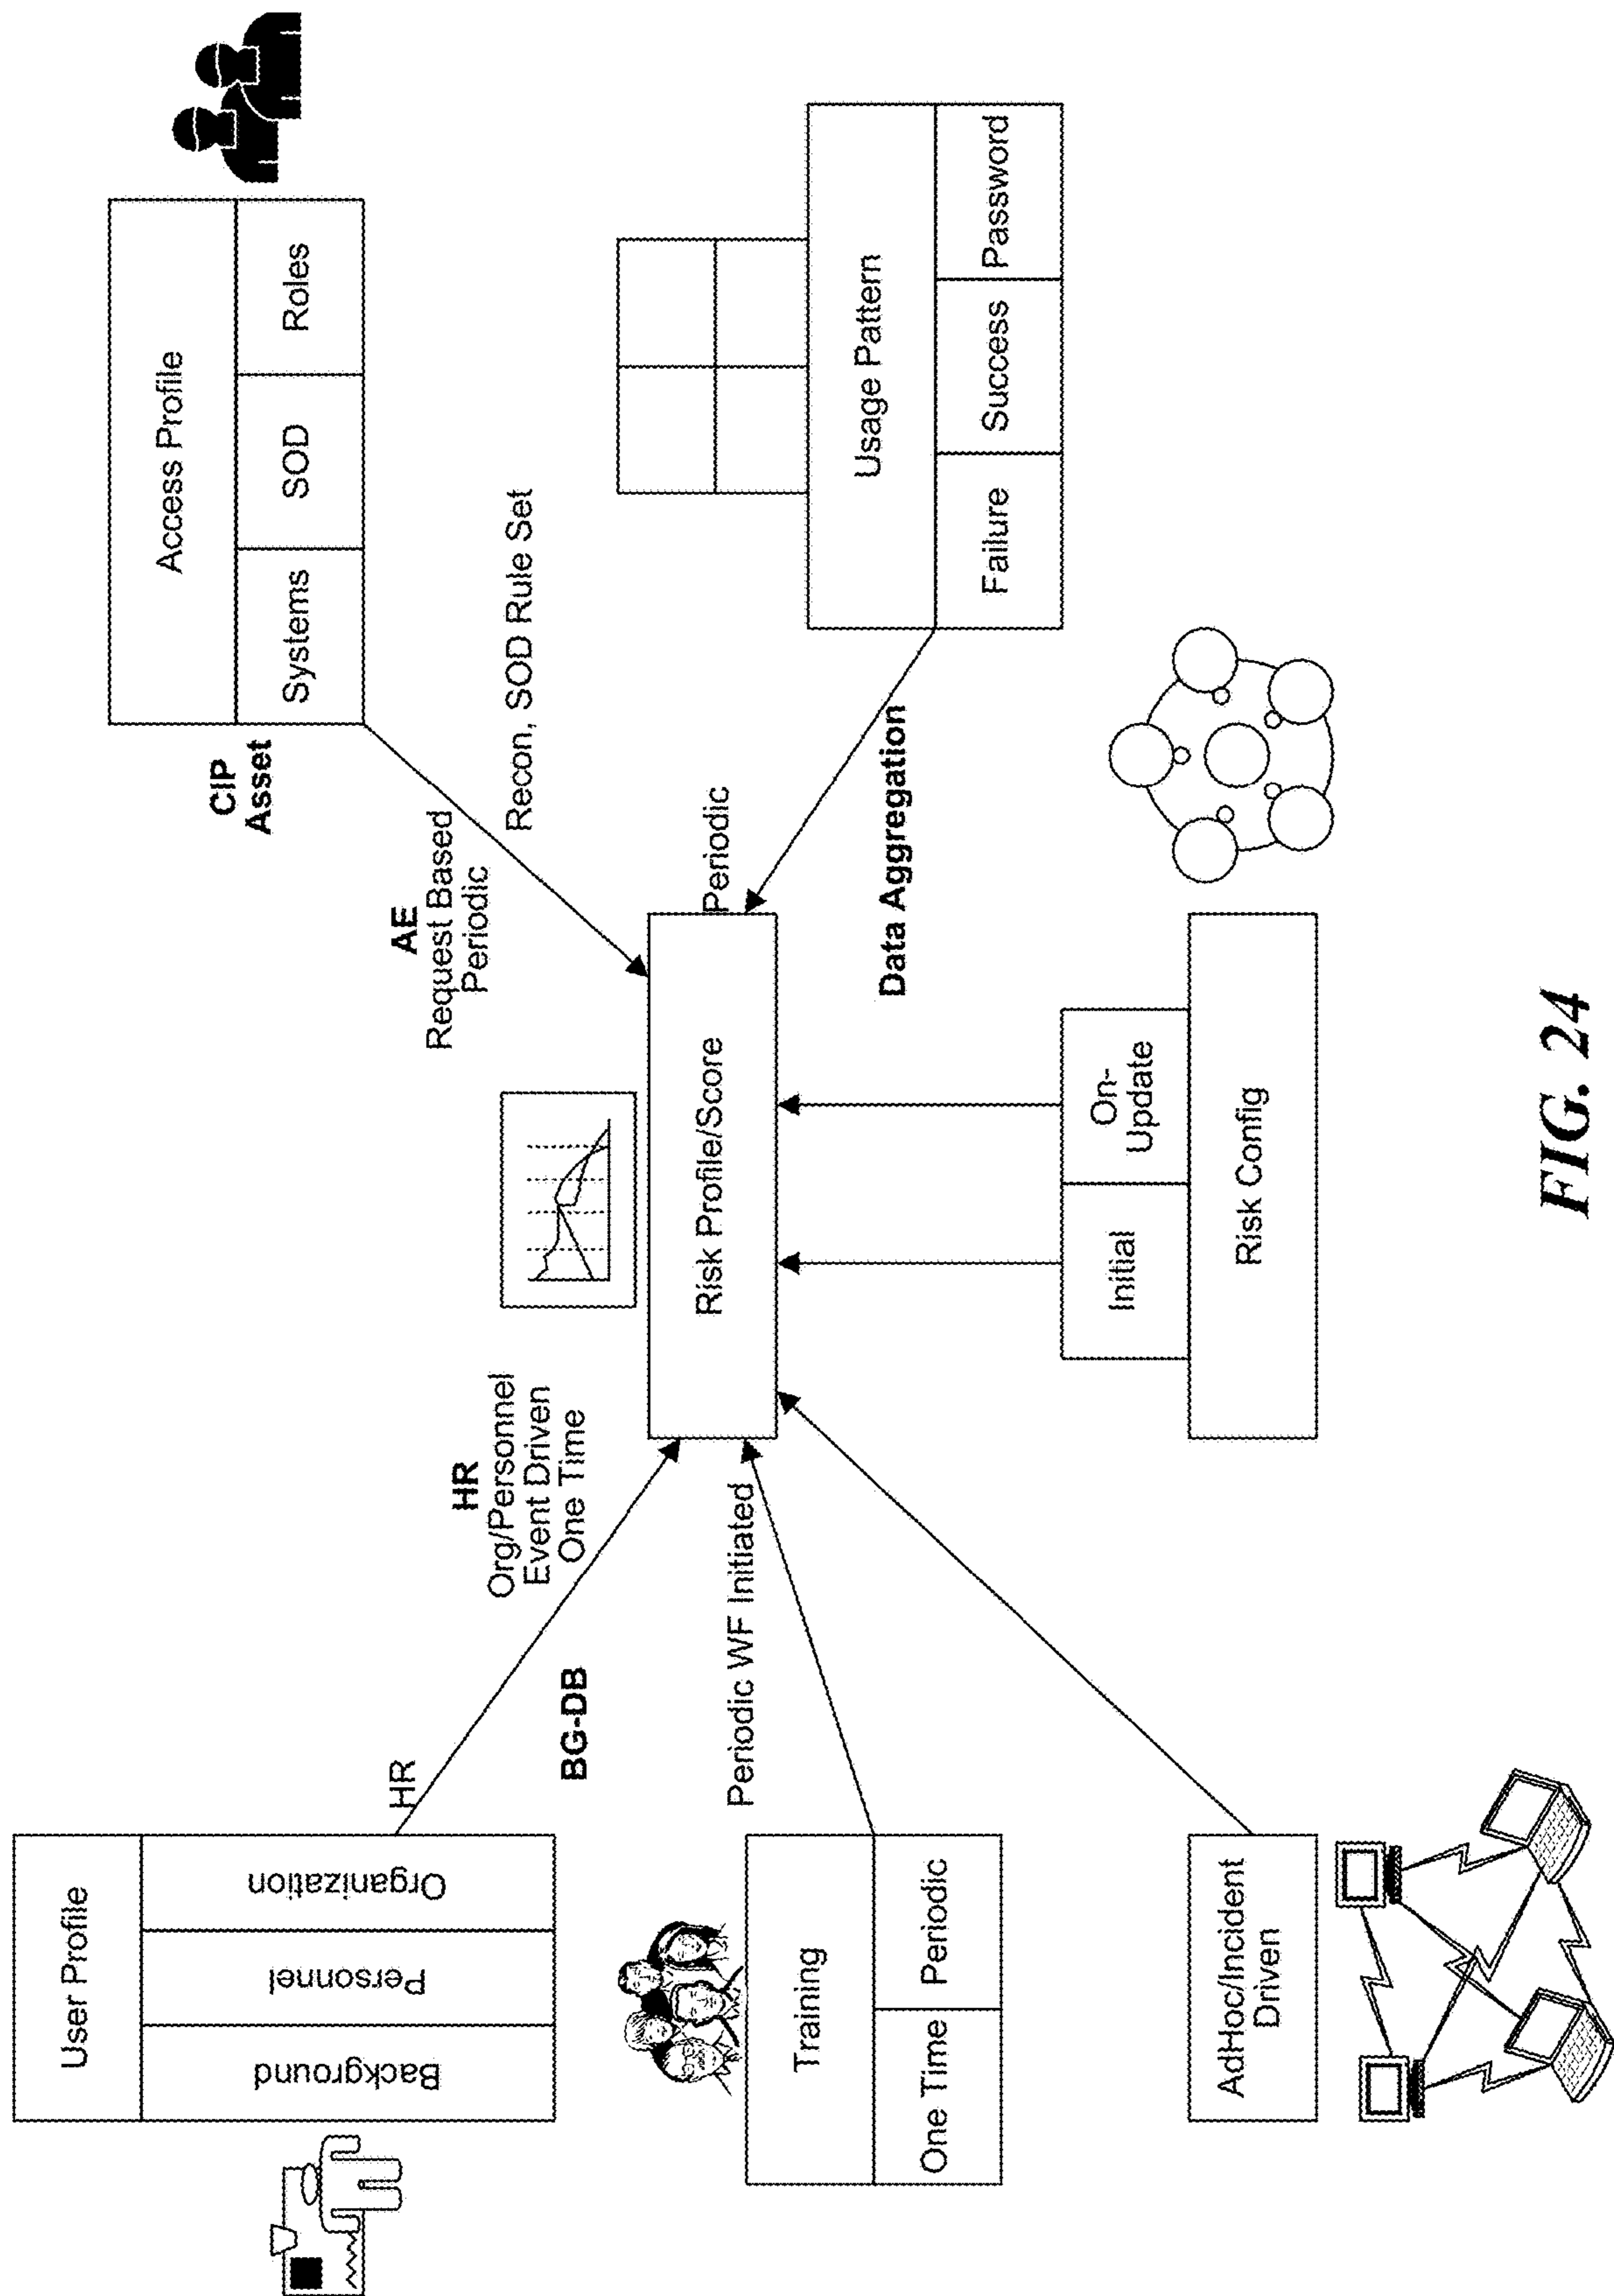 User Profile
Background
Personnel
Organization
HR
HR
Org/Personnel
Event Driven
One Time
BG-DB
Training
One Time
Periodic
Periodic WF Initiated
AdHoc/Incident
Driven
Risk Profile/Score
Initial
On-
Update
Risk Config
Access Profile
Systems
SOD
Roles
CIP
Asset
AE
Request Based
Periodic
Recon, SOD Rule Set
Usage Pattern
Failure
Success
Password
Periodic
Data Aggregation
FIG. 24